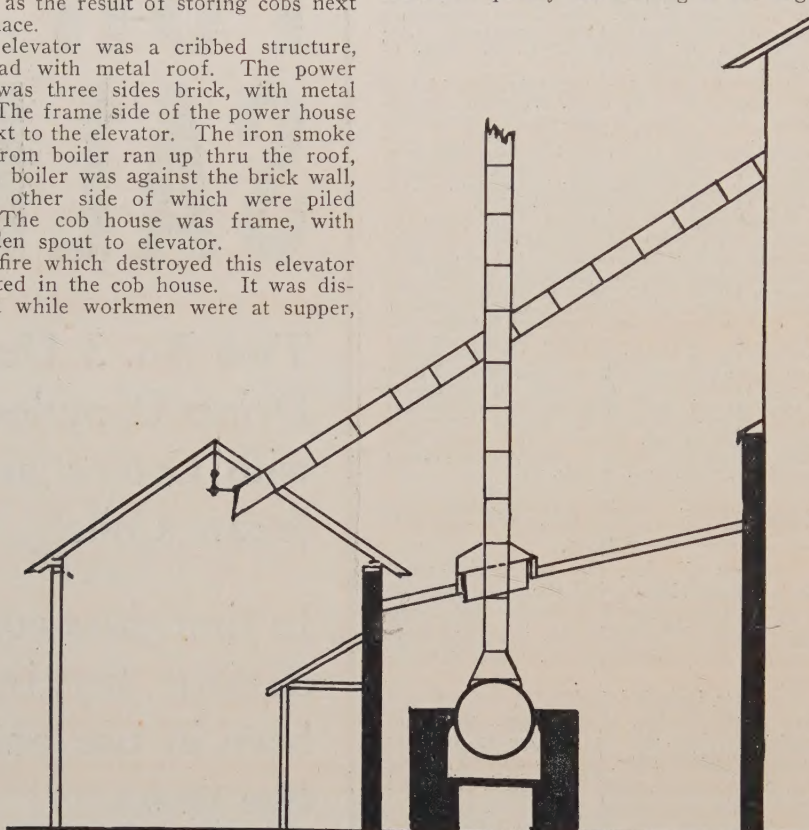 as the result of storing cobs next
ace.
elevator was a cribbed structure,
ad with metal roof. The power
was three sides brick, with metal
The frame side of the power house
xt to the elevator. The iron smoke
rom boiler ran up thru the roof,
boiler was against the brick wall,
other side of which were piled
The cob house was frame, with
en spout to elevator.
fire which destroyed this elevator
ted in the cob house. It was dis-
while workmen were at supper,